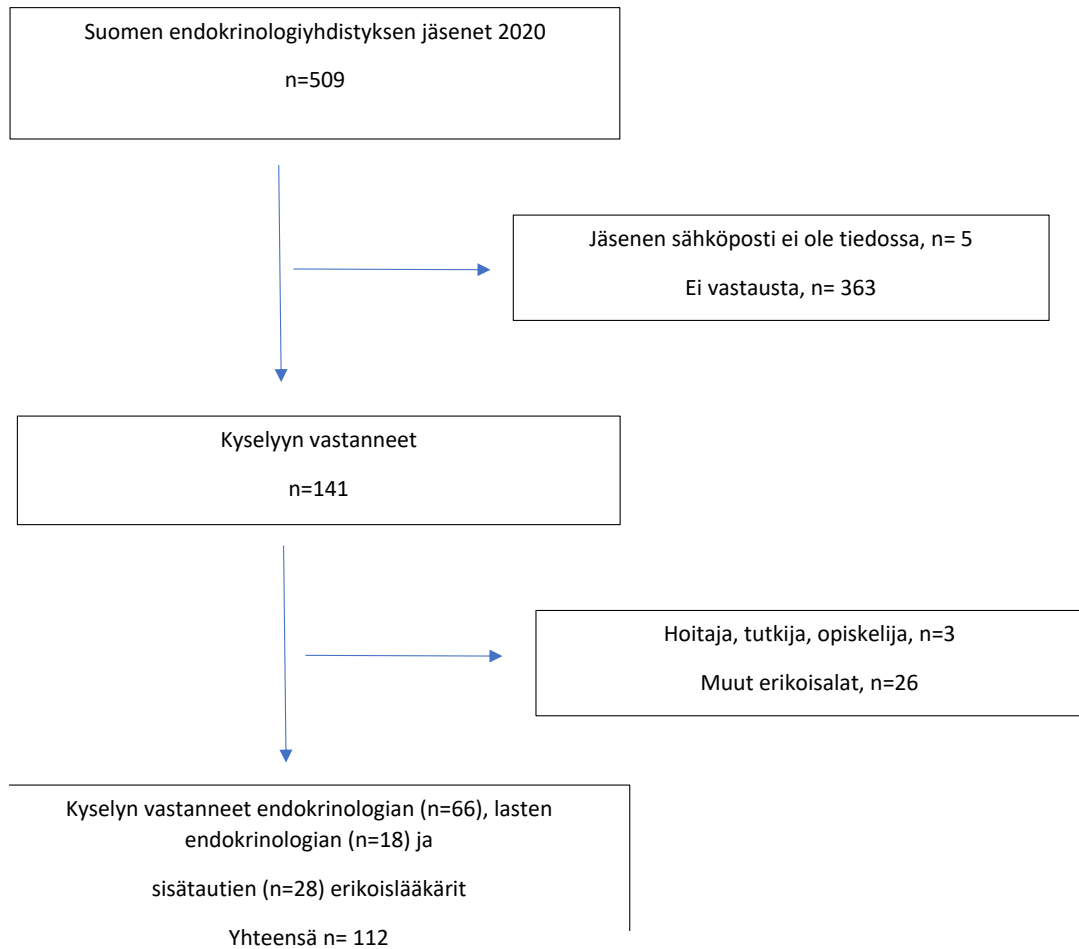 Suomen endokrinologiyhdistyksen jäsenet 2020
n=509
Jäsenen sähköposti ei ole tiedossa, n= 5
Ei vastausta, n= 363
Kyselyyn vastanneet
n=141
Hoitaja, tutkija, opiskelija, n=3
Muut erikoisalat, n=26
Kyselyn vastanneet endokrinologian (n=66), lasten
endokrinologian (n=18) ja
sisätautien (n=28) erikoislääkärit
Yhteensä n= 112